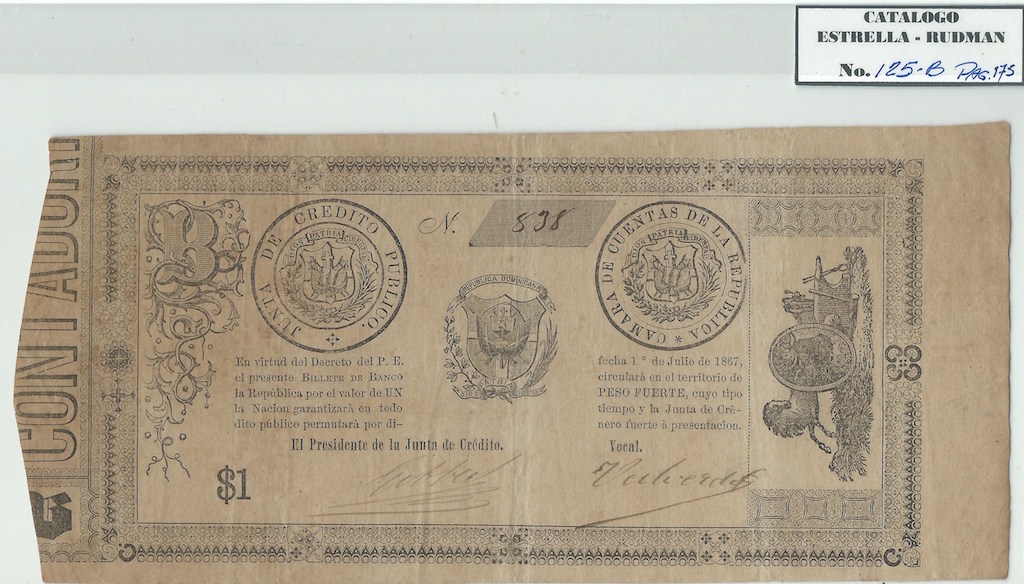 CATALOGO
ESTRELLA - RUDMAN
No. 125-B Pag. 175
CONTADURI
JUNTA DE CREDITO PUBLICO.
DIOS PATRIA LIBERTAD
N. 838
CAMARA DE CUENTAS DE LA REPUBLICA
DIOS PATRIA LIBERTAD
REPUBLICA DOMINICANA
En virtud del Decreto del P. E. fecha 1.º de Julio de 1867,
el presente BILLETE DE BANCO circulará en el territorio de
la República por el valor de UN PESO FUERTE, cuyo tipo
la Nacion garantizará en todo tiempo y la Junta de Cré-
dito público permutará por di- nero fuerte á presentacion.
El Presidente de la Junta de Crédito. Vocal.
Valverde
$1